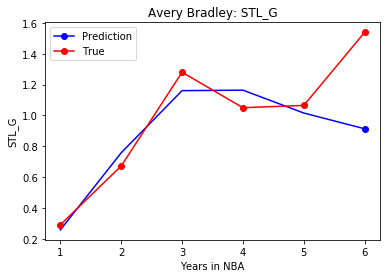 Avery Bradley: STL_G
Prediction
True
1.6
1.4
1.2
1.0
0.8
0.6
0.4
0.2
STL_G
1 2 3 4 5 6
Years in NBA